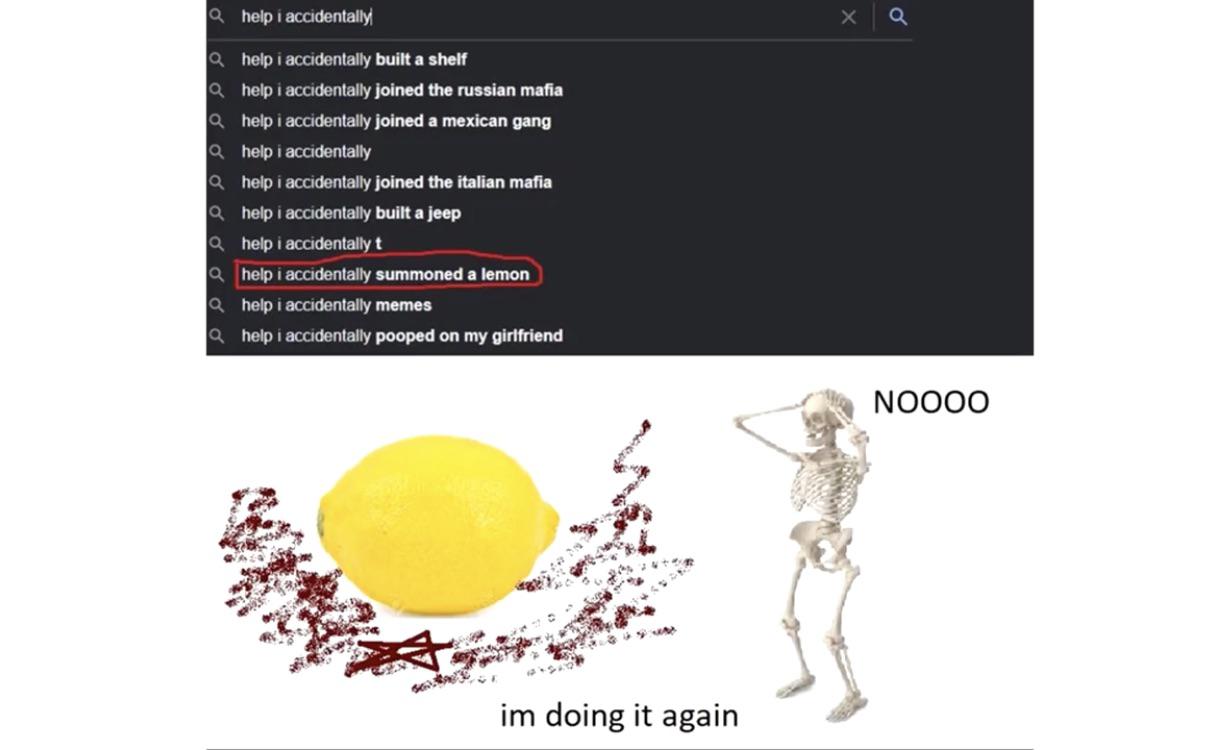 help i accidentally
help i accidentally built a shelf
help i accidentally joined the russian mafia
help i accidentally joined a mexican gang
help i accidentally
help i accidentally joined the italian mafia
help i accidentally built a jeep
help i accidentally t
help i accidentally summoned a lemon
help i accidentally memes
help i accidentally pooped on my girlfriend
NOOOO
im doing it again